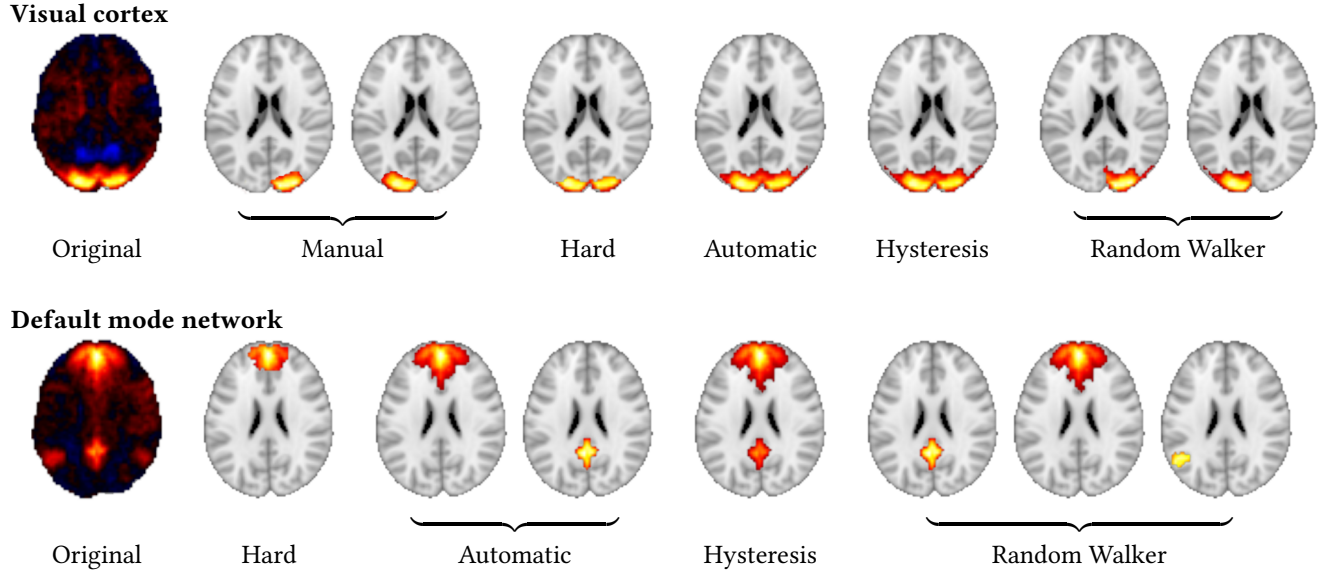 Visual cortex
Original Manual Hard Automatic Hysteresis Random Walker
Default mode network
Original Hard Automatic Hysteresis Random Walker